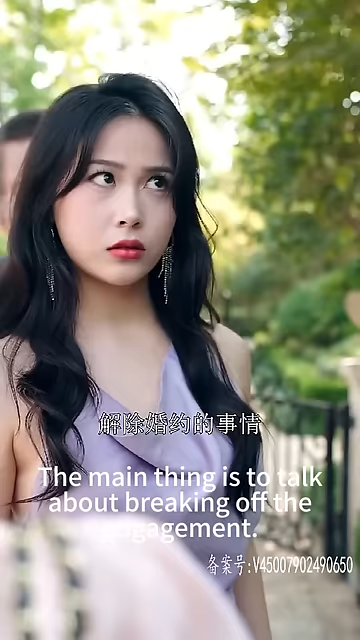 解除婚约的事情
The main thing is to talk
about breaking off the
engagement.
备案号:V45007902490650